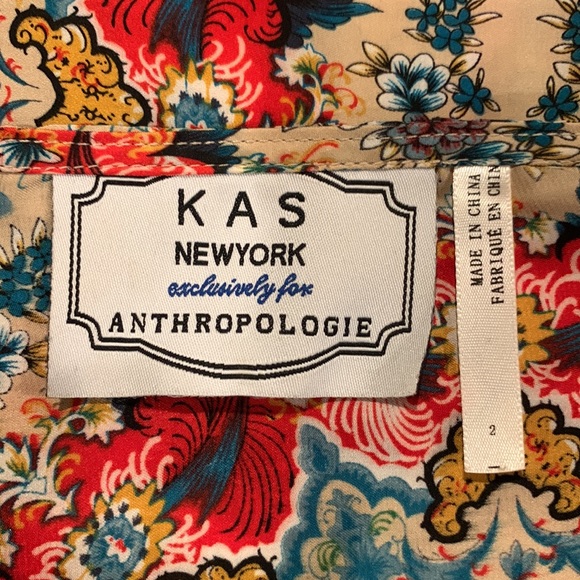 KAS
NEWYORK
exclusively for
ANTHROPOLOGIE
MADE IN CHINA
FABRIQUÉ EN CHIN
2